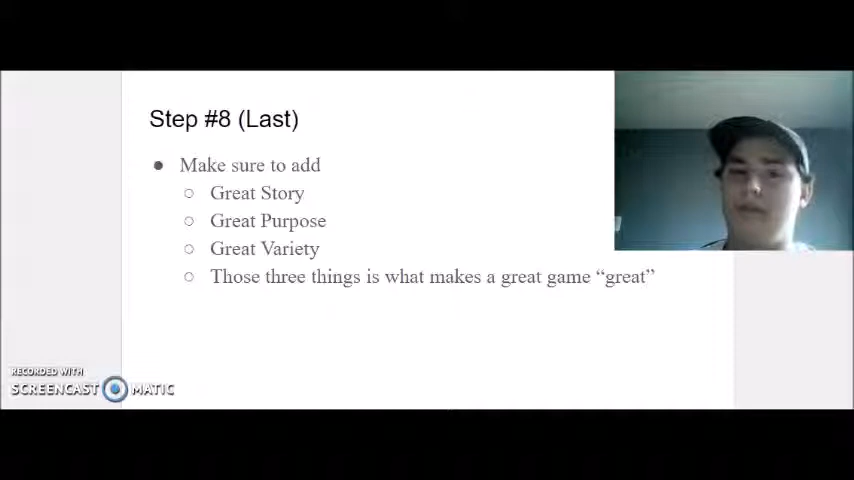 Step #8 (Last)
● Make sure to add
○ Great Story
○ Great Purpose
○ Great Variety
○ Those three things is what makes a great game “great”
RECORDED WITH
SCREENCAST MATIC